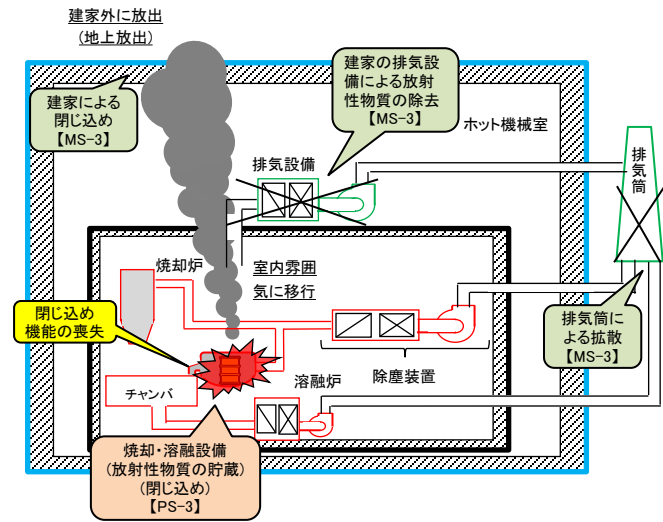 建家外に放出
(地上放出)
建家による
閉じ込め
【MS-3】
建家の排気設
備による放射
性物質の除去
【MS-3】
ホット機械室
排気設備
排気筒
焼却炉
室内雰囲
気に移行
閉じ込め
機能の喪失
排気筒に
よる拡散
【MS-3】
チャンバ
溶融炉
除塵装置
焼却・溶融設備
(放射性物質の貯蔵)
(閉じ込め)
【PS-3】